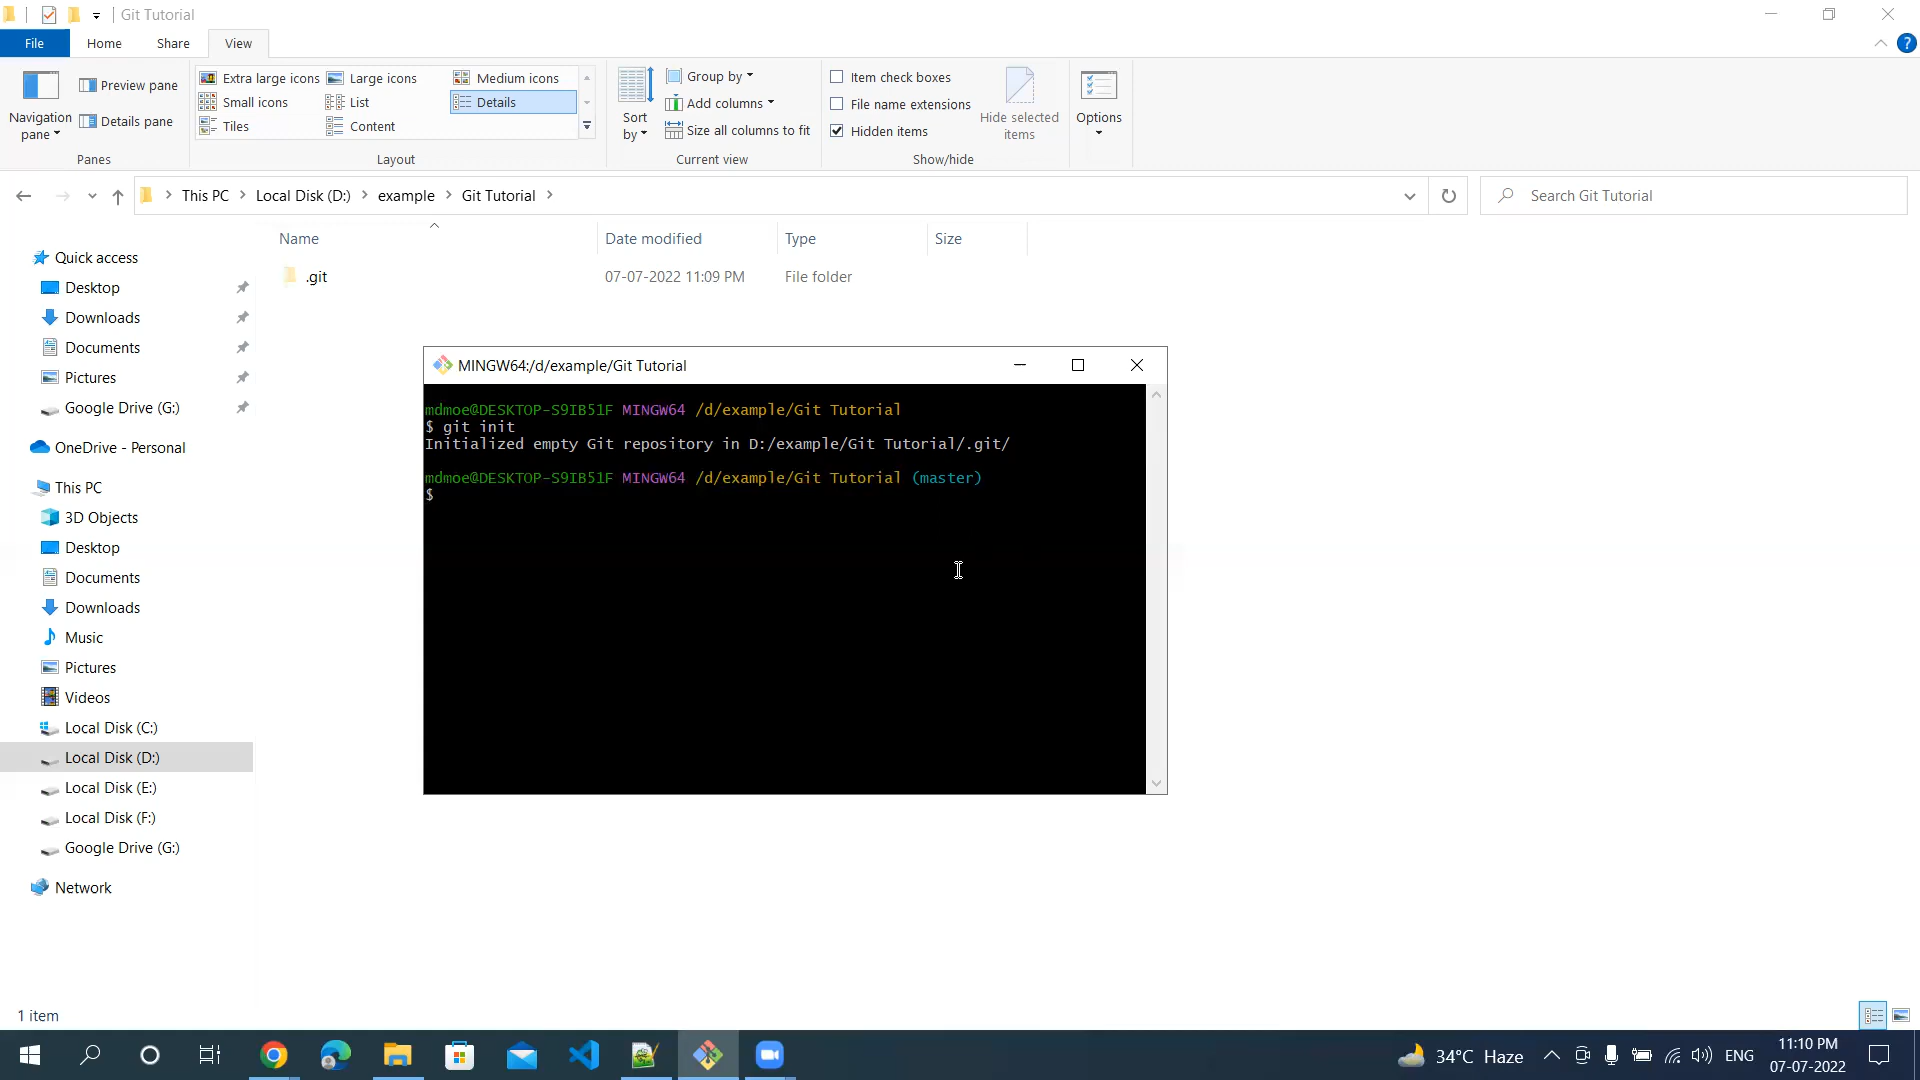 Git Tutorial
File Home Share View
Navigation pane
Preview pane
Details pane
Panes
Extra large icons Large icons Medium icons
Small icons List Details
Tiles Content
Layout
Sort by
Group by
Add columns
Size all columns to fit
Current view
Item check boxes
File name extensions
Hidden items
Hide selected items
Show/hide
Options
This PC Local Disk (D:) example Git Tutorial
Search Git Tutorial
Name Date modified Type Size
.git 07-07-2022 11:09 PM File folder
Quick access
Desktop
Downloads
Documents
Pictures
Google Drive (G:)
OneDrive - Personal
This PC
3D Objects
Desktop
Documents
Downloads
Music
Pictures
Videos
Local Disk (C:)
Local Disk (D:)
Local Disk (E:)
Local Disk (F:)
Google Drive (G:)
Network
MINGW64:/d/example/Git Tutorial
mdmoe@DESKTOP-S9IB51F MINGW64 /d/example/Git Tutorial
$ git init
Initialized empty Git repository in D:/example/Git Tutorial/.git/
mdmoe@DESKTOP-S9IB51F MINGW64 /d/example/Git Tutorial (master)
$
1 item
34°C Haze
ENG
11:10 PM
07-07-2022